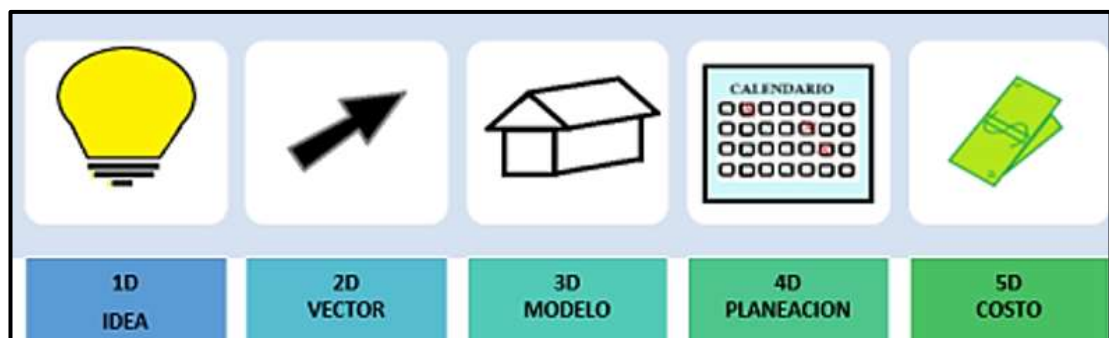 CALENDARIO
1D
IDEA
2D
VECTOR
3D
MODELO
4D
PLANEACION
5D
COSTO